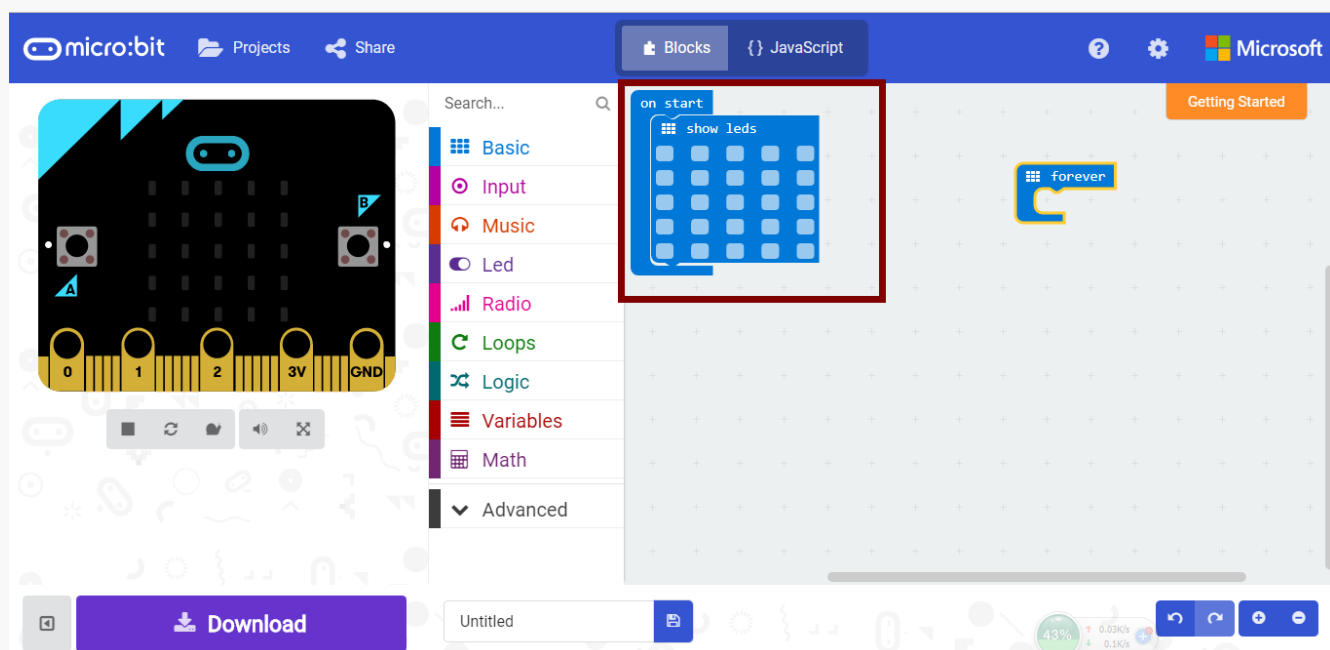 micro:bit
Projects
Share
Blocks
{ } JavaScript
Microsoft
Search...
Basic
Input
Music
Led
Radio
Loops
Logic
Variables
Math
Advanced
on start
show leds
forever
Getting Started
A
B
0
1
2
3V
GND
Download
Untitled
43%
0.03K/s
0.1K/s